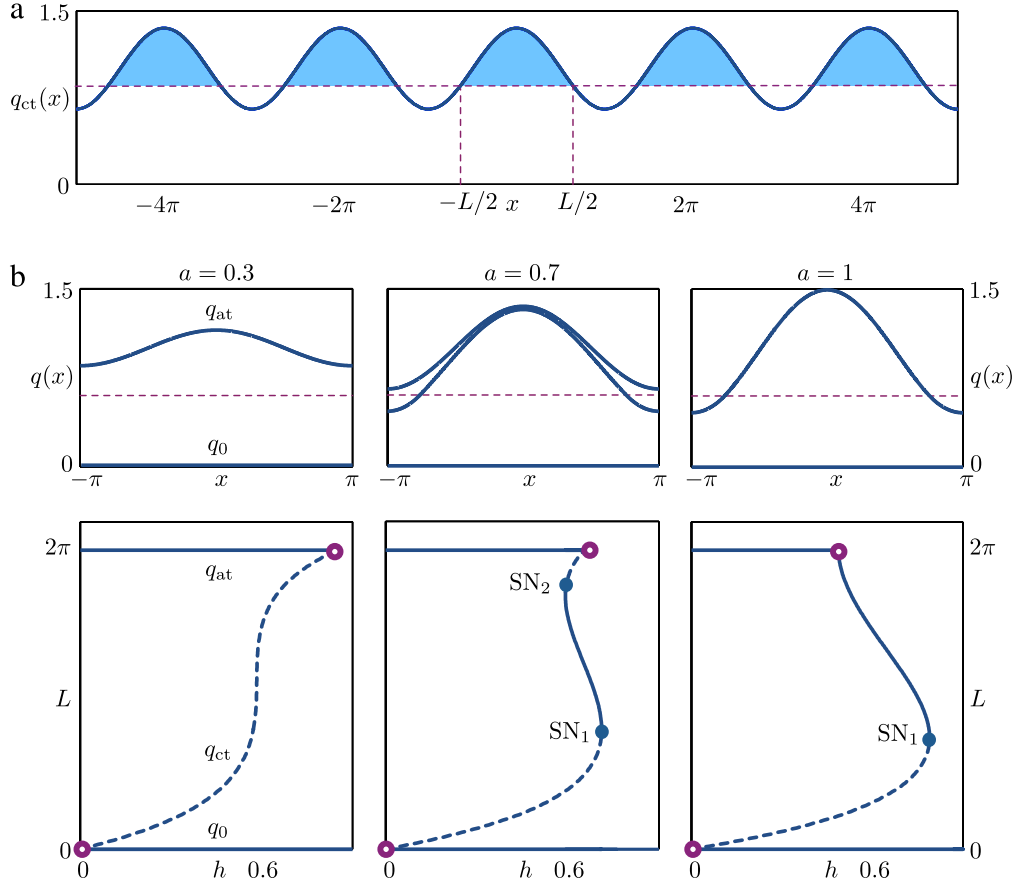 a
1.5
q_ct(x)
0
−4π −2π −L/2 x L/2 2π 4π
b
a = 0.3 a = 0.7 a = 1
1.5 1.5
q_at
q(x) q(x)
q_0
0 0
−π x π −π x π −π x π
2π 2π
q_at
SN_2
L L
SN_1 SN_1
q_ct
q_0
0 0
0 h 0.6 0 h 0.6 0 h 0.6